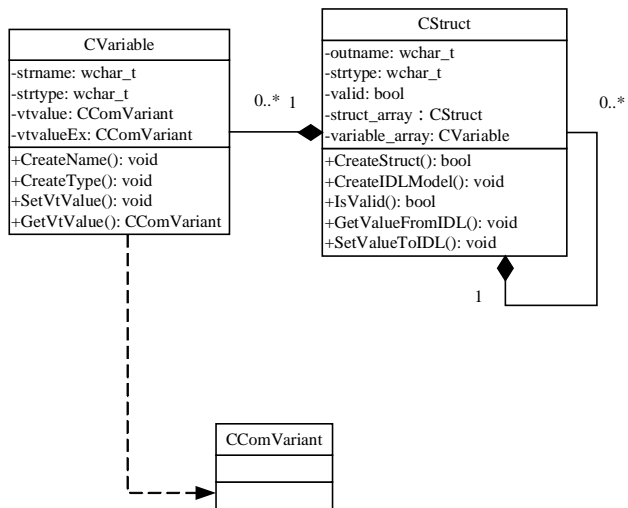 CVariable
-strname: wchar_t
-strtype: wchar_t
-vtvalue: CComVariant
-vtvalueEx: CComVariant
+CreateName(): void
+CreateType(): void
+SetVtValue(): void
+GetVtValue(): CComVariant
0..*
1
CStruct
-outname: wchar_t
-strtype: wchar_t
-valid: bool
-struct_array：CStruct
-variable_array: CVariable
+CreateStruct(): bool
+CreateIDLModel(): void
+IsValid(): bool
+GetValueFromIDL(): void
+SetValueToIDL(): void
0..*
1
CComVariant